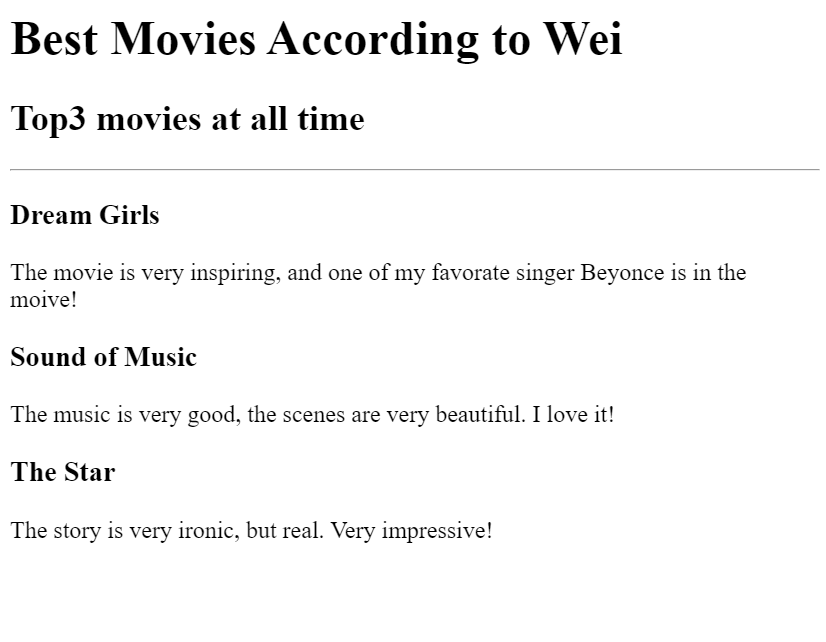 Best Movies According to Wei
Top3 movies at all time
Dream Girls
The movie is very inspiring, and one of my favorate singer Beyonce is in the
moive!
Sound of Music
The music is very good, the scenes are very beautiful. I love it!
The Star
The story is very ironic, but real. Very impressive!